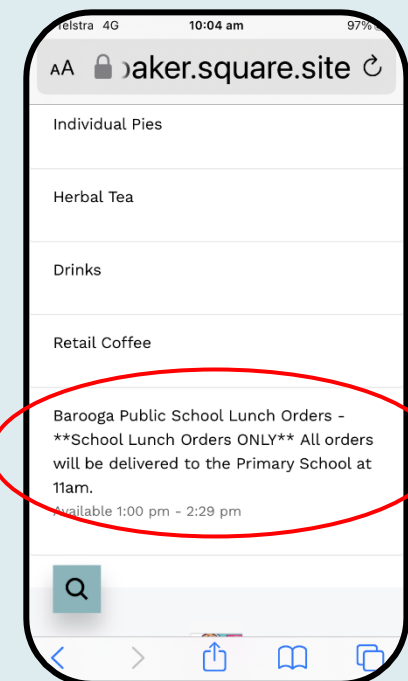 Telstra 4G 10:04 am 97%
AA aker.square.site
Individual Pies
Herbal Tea
Drinks
Retail Coffee
Barooga Public School Lunch Orders -
**School Lunch Orders ONLY** All orders
will be delivered to the Primary School at
11am.
Available 1:00 pm - 2:29 pm